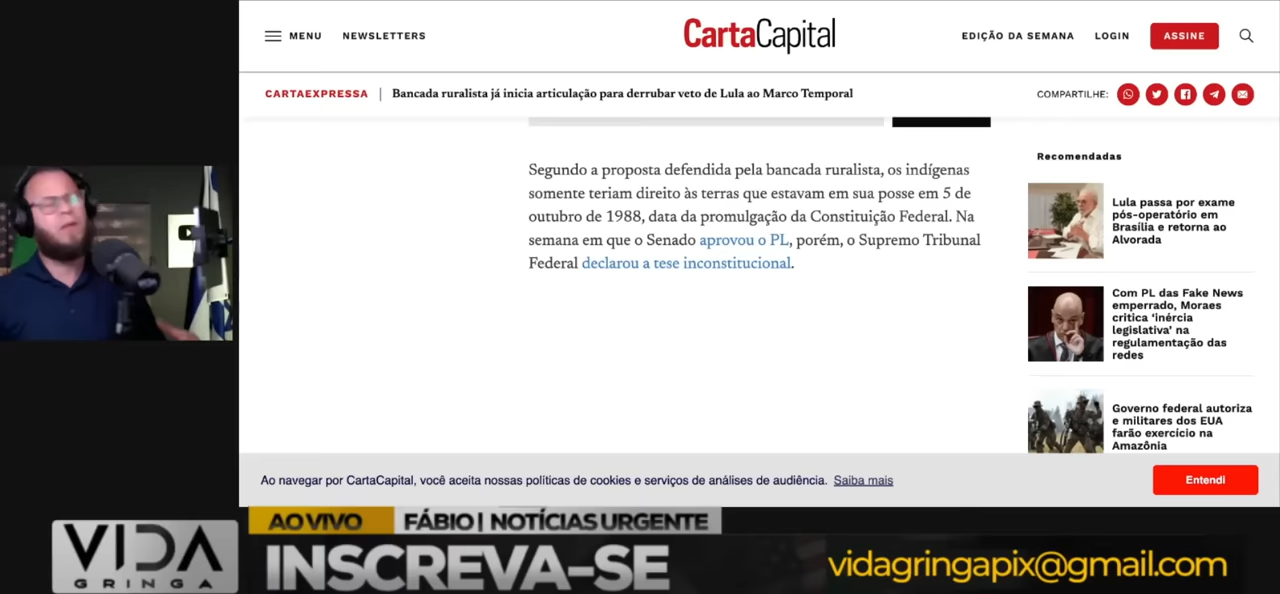 MENU
NEWSLETTERS
CartaCapital
EDIÇÃO DA SEMANA
LOGIN
ASSINE
CARTAEXPRESSA | Bancada ruralista já inicia articulação para derrubar veto de Lula ao Marco Temporal
COMPARTILHE:
Segundo a proposta defendida pela bancada ruralista, os indígenas
somente teriam direito às terras que estavam em sua posse em 5 de
outubro de 1988, data da promulgação da Constituição Federal. Na
semana em que o Senado aprovou o PL, porém, o Supremo Tribunal
Federal declarou a tese inconstitucional.
Recomendadas
Lula passa por exame
pós-operatório em
Brasília e retorna ao
Alvorada
Com PL das Fake News
emperrado, Moraes
critica ‘inércia
legislativa’ na
regulamentação das
redes
Governo federal autoriza
e militares dos EUA
farão exercício na
Amazônia
Ao navegar por CartaCapital, você aceita nossas políticas de cookies e serviços de análises de audiência. Saiba mais
Entendi
VIDA
GRINGA
AO VIVO
FÁBIO | NOTÍCIAS URGENTE
INSCREVA-SE
vidagringapix@gmail.com